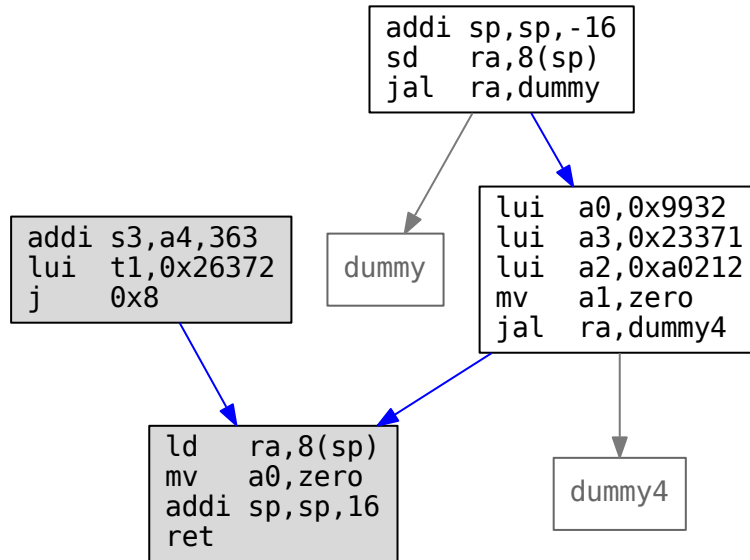 addi sp,sp,-16
sd   ra,8(sp)
jal  ra,dummy
lui  a0,0x9932
lui  a3,0x23371
lui  a2,0xa0212
mv   a1,zero
jal  ra,dummy4
addi s3,a4,363
lui  t1,0x26372
j    0x8
dummy
ld   ra,8(sp)
mv   a0,zero
addi sp,sp,16
ret
dummy4